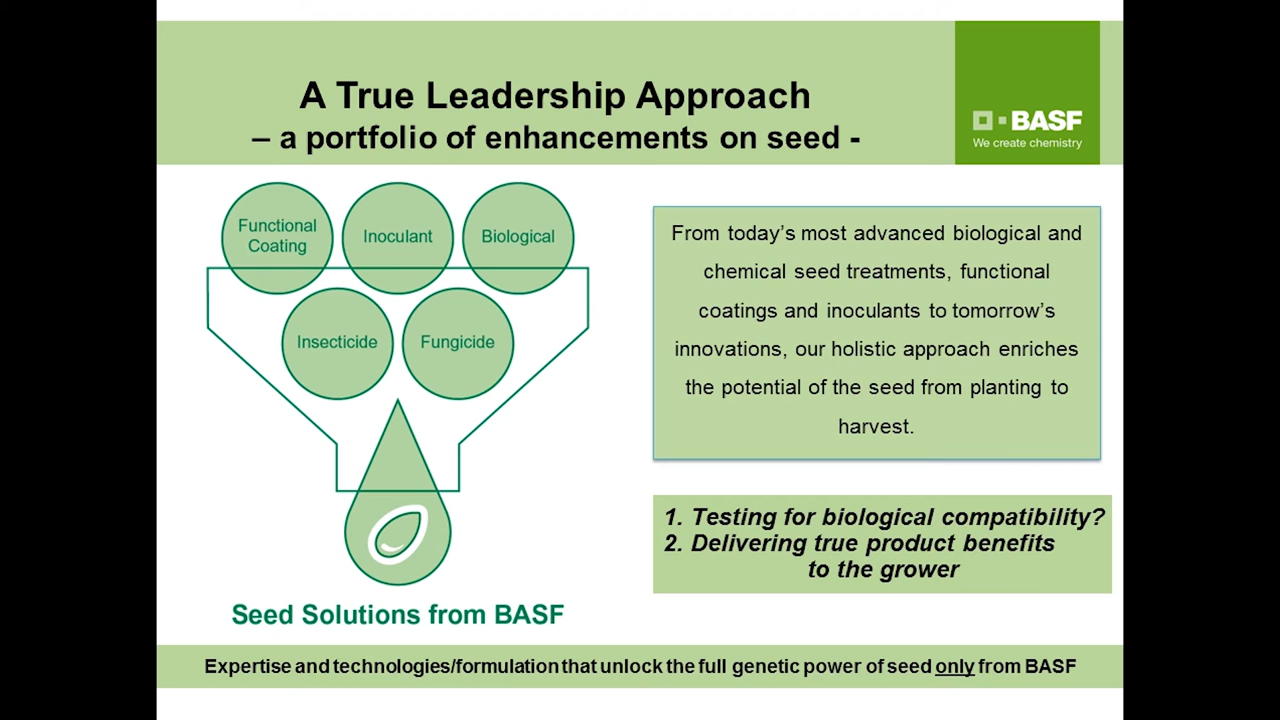 A True Leadership Approach
– a portfolio of enhancements on seed -
BASF
We create chemistry
Functional
Coating
Inoculant
Biological
Insecticide
Fungicide
Seed Solutions from BASF
From today’s most advanced biological and
chemical seed treatments, functional
coatings and inoculants to tomorrow’s
innovations, our holistic approach enriches
the potential of the seed from planting to
harvest.
1. Testing for biological compatibility?
2. Delivering true product benefits
to the grower
Expertise and technologies/formulation that unlock the full genetic power of seed only from BASF